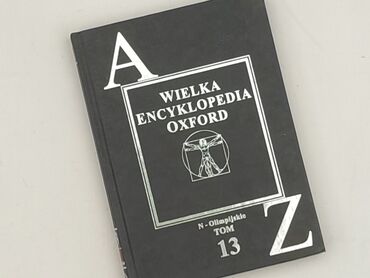 A
WIELKA
ENCYKLOPEDIA
OXFORD
N - Olimpijskie
TOM
13
Z